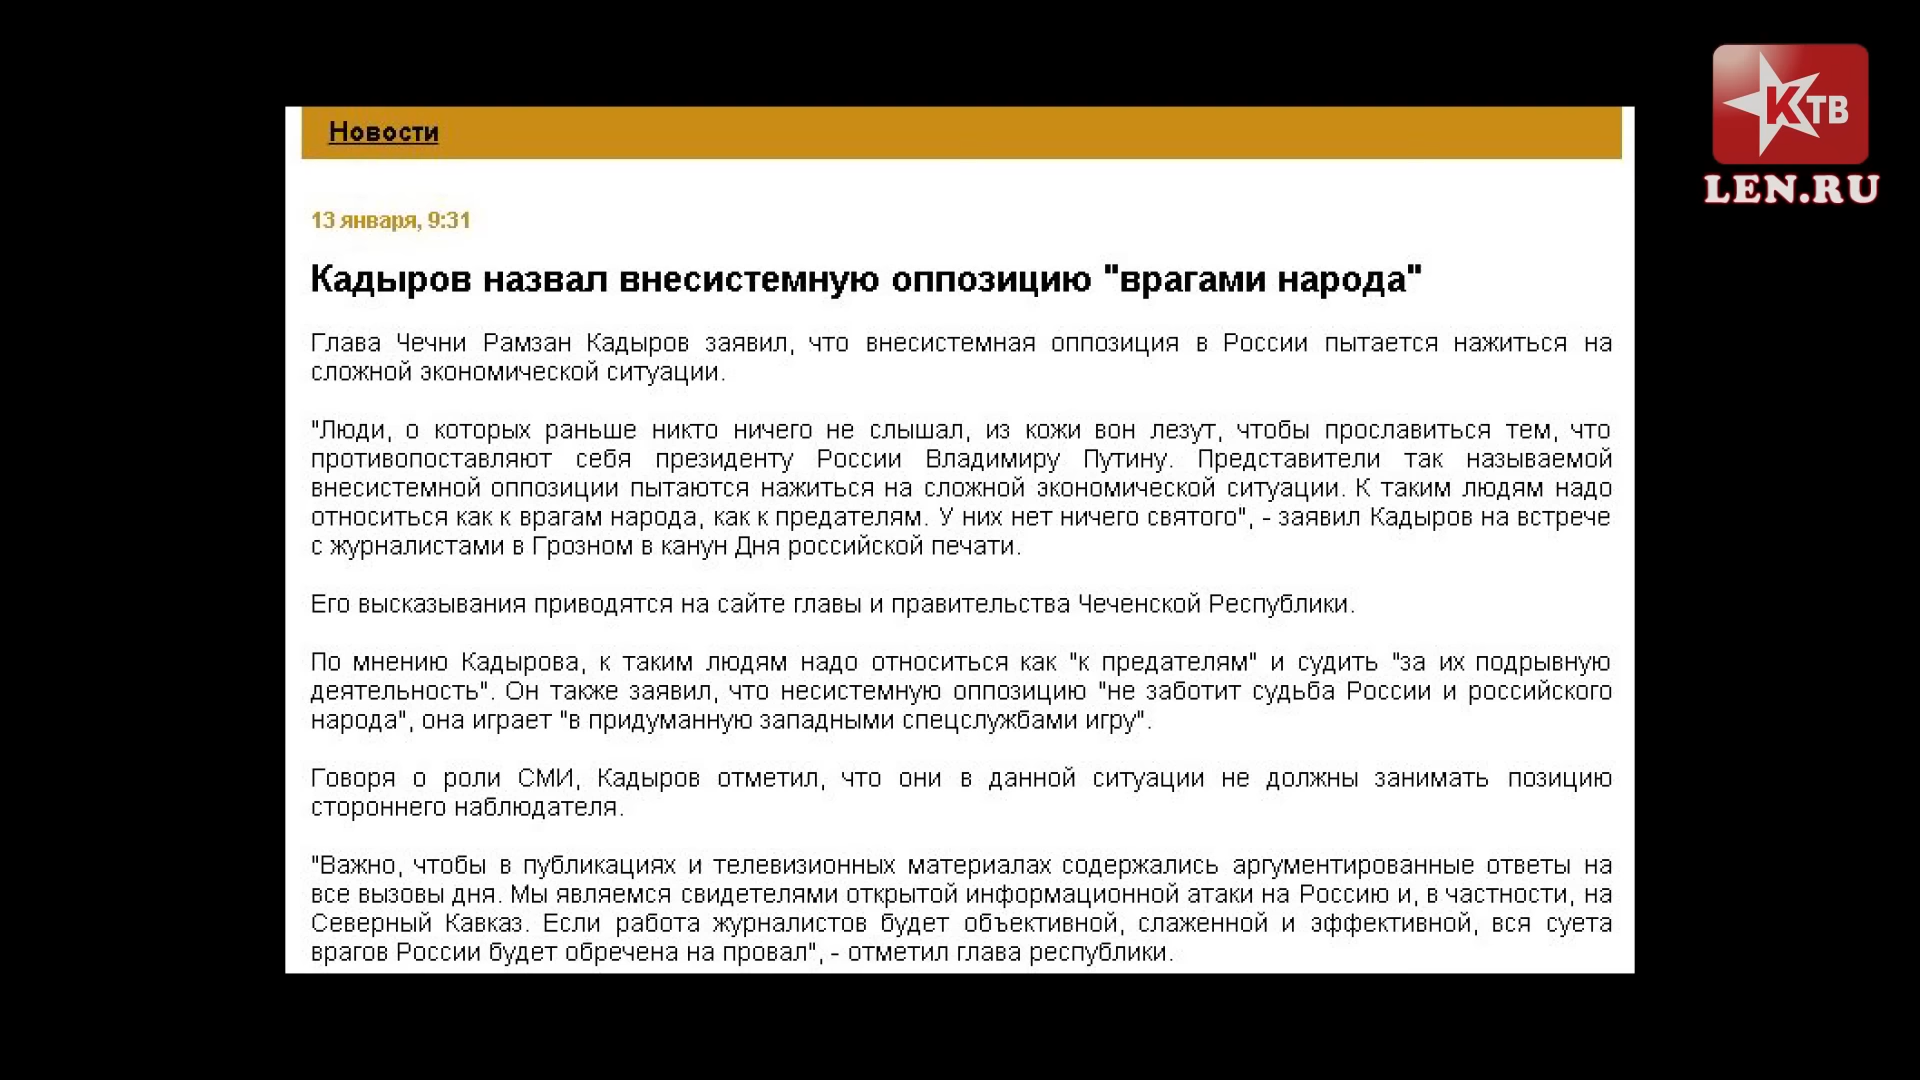 КТВ
LEN.RU
Новости
13 января, 9:31
Кадыров назвал внесистемную оппозицию "врагами народа"
Глава Чечни Рамзан Кадыров заявил, что внесистемная оппозиция в России пытается нажиться на
сложной экономической ситуации.
"Люди, о которых раньше никто ничего не слышал, из кожи вон лезут, чтобы прославиться тем, что
противопоставляют себя президенту России Владимиру Путину. Представители так называемой
внесистемной оппозиции пытаются нажиться на сложной экономической ситуации. К таким людям надо
относиться как к врагам народа, как к предателям. У них нет ничего святого", - заявил Кадыров на встрече
с журналистами в Грозном в канун Дня российской печати.
Его высказывания приводятся на сайте главы и правительства Чеченской Республики.
По мнению Кадырова, к таким людям надо относиться как "к предателям" и судить "за их подрывную
деятельность". Он также заявил, что несистемную оппозицию "не заботит судьба России и российского
народа", она играет "в придуманную западными спецслужбами игру".
Говоря о роли СМИ, Кадыров отметил, что они в данной ситуации не должны занимать позицию
стороннего наблюдателя.
"Важно, чтобы в публикациях и телевизионных материалах содержались аргументированные ответы на
все вызовы дня. Мы являемся свидетелями открытой информационной атаки на Россию и, в частности, на
Северный Кавказ. Если работа журналистов будет объективной, слаженной и эффективной, вся суета
врагов России будет обречена на провал", - отметил глава республики.